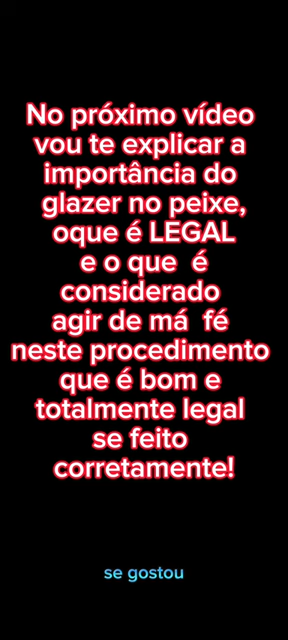 No próximo vídeo
vou te explicar a
importância do
glazer no peixe,
oque é LEGAL
e o que é
considerado
agir de má fé
neste procedimento
que é bom e
totalmente legal
se feito
corretamente!
se gostou